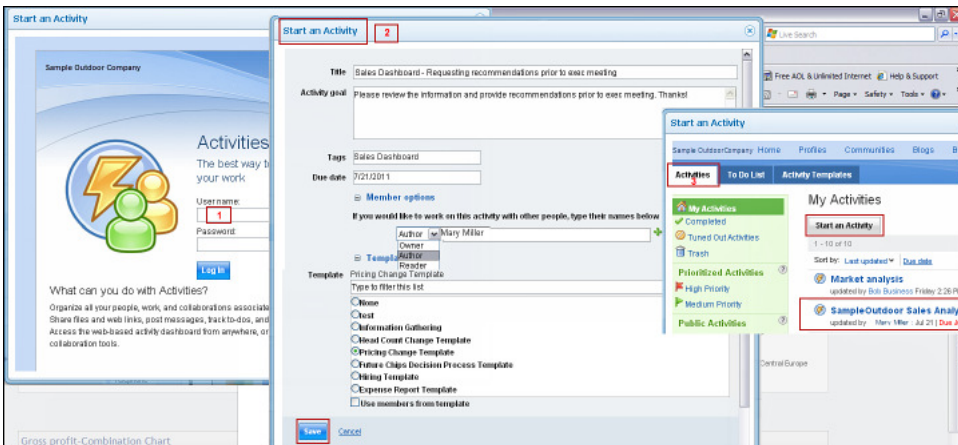 Start an Activity
Sample Outdoor Company
Activities
The best way t
your work
Username:
1
Password:
Log In
What can you do with Activities?
Organize all your people, work, and collaborations associate
Share files and web links, post messages, track to-dos, and
Access the web-based activity dashboard from anywhere, or
collaboration tools.
Gross profit-Combination Chart
Start an Activity
2
Title
Sales Dashboard - Requesting recommendations prior to exec meeting
Activity goal
Please review the information and provide recommendations prior to exec meeting. Thanks!
Tags
Sales Dashboard
Due date
7/21/2011
Member options
If you would like to work on this activity with other people, type their names below
Author
Mary Miller
Owner
Author
Reader
Templa
Template
Pricing Change Template
Type to filter this list
None
test
Information Gathering
Head Count Change Template
Pricing Change Template
Future Chips Decision Process Template
Hiring Template
Expense Report Template
Use members from template
Save
Cancel
Live Search
Free AOL & Unlimited Internet
Help & Support
Page
Safety
Tools
Start an Activity
Sample OutdoorCompany
Home
Profiles
Communities
Blogs
B
Activities
3
To Do List
Activity Templates
My Activities
Completed
Tuned Out Activities
Trash
Prioritized Activities
High Priority
Medium Priority
Public Activities
My Activities
Start an Activity
1 - 10 of 10
Sort by:
Last updated
Due date
Market analysis
updated by Bob Business Friday 2:26 P
SampleOutdoor Sales Analy
updated by Mary Miller | Jul 21 | Due J
Central Europe